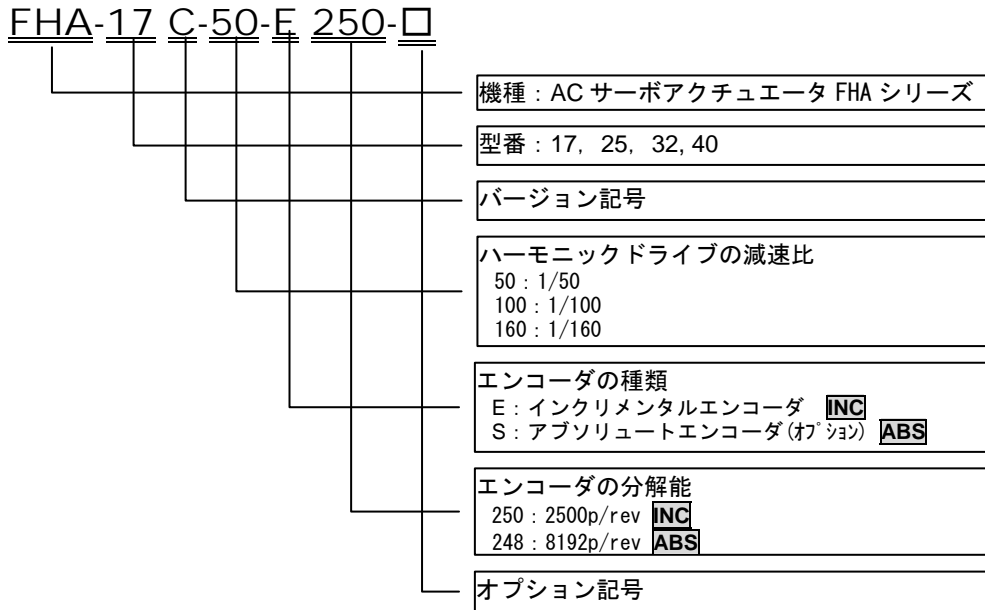 FHA-17 C-50-E 250-□
機種：AC サーボアクチュエータ FHA シリーズ
型番：17, 25, 32, 40
バージョン記号
ハーモニックドライブの減速比
50：1/50
100：1/100
160：1/160
エンコーダの種類
E：インクリメンタルエンコーダ INC
S：アブソリュートエンコーダ(ｵﾌﾟｼｮﾝ) ABS
エンコーダの分解能
250：2500p/rev INC
248：8192p/rev ABS
オプション記号